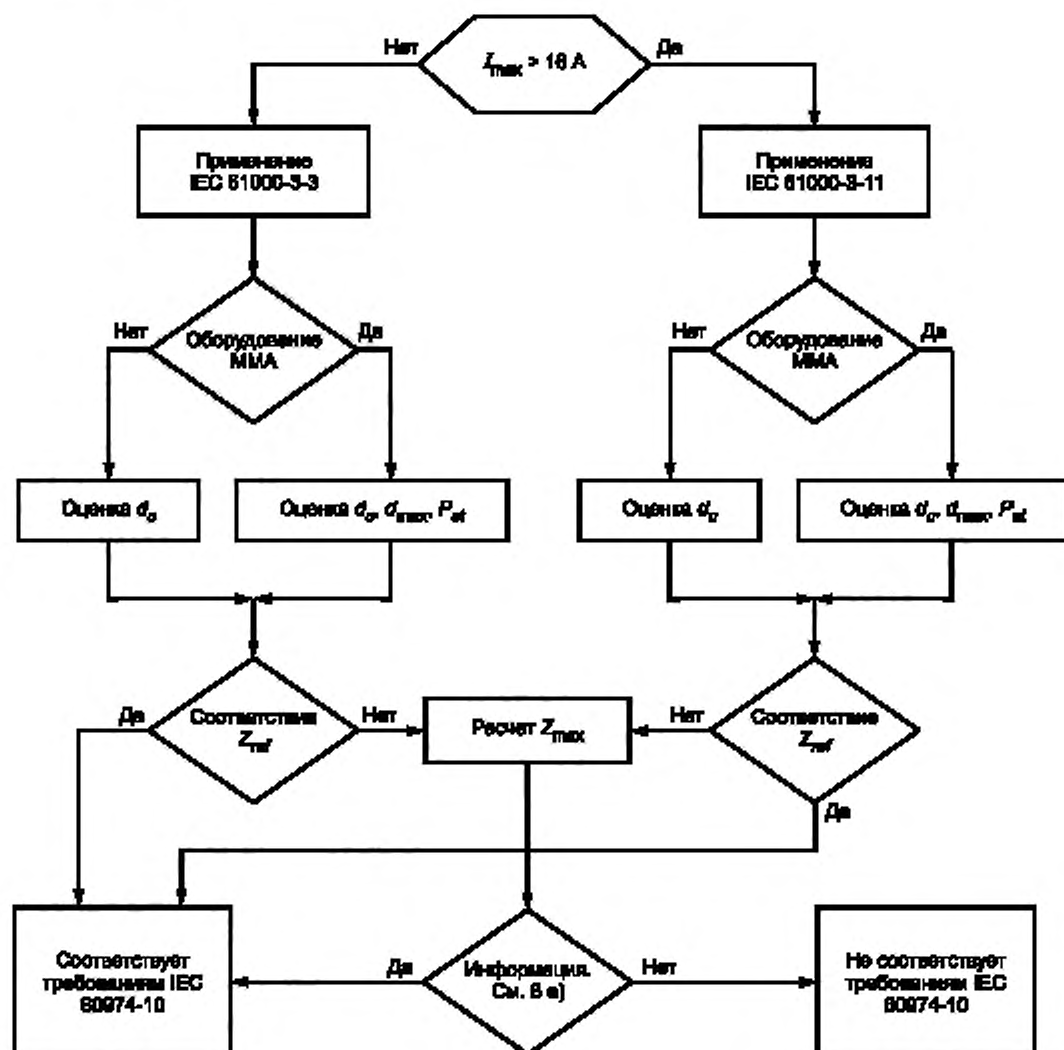 Нет
Да
I_max > 16 А
Применение
IEC 61000-3-3
Применение
IEC 61000-3-11
Нет
Да
Оборудование
ММА
Нет
Да
Оборудование
ММА
Оценка d_c
Оценка d_c, d_max, P_st
Оценка d_c
Оценка d_c, d_max, P_st
Да
Соответствие
Z_ref
Нет
Расчет Z_max
Нет
Соответствие
Z_ref
Да
Соответствует
требованиям IEC
60974-10
Да
Информация.
См. 8 e)
Нет
Не соответствует
требованиям IEC
60974-10